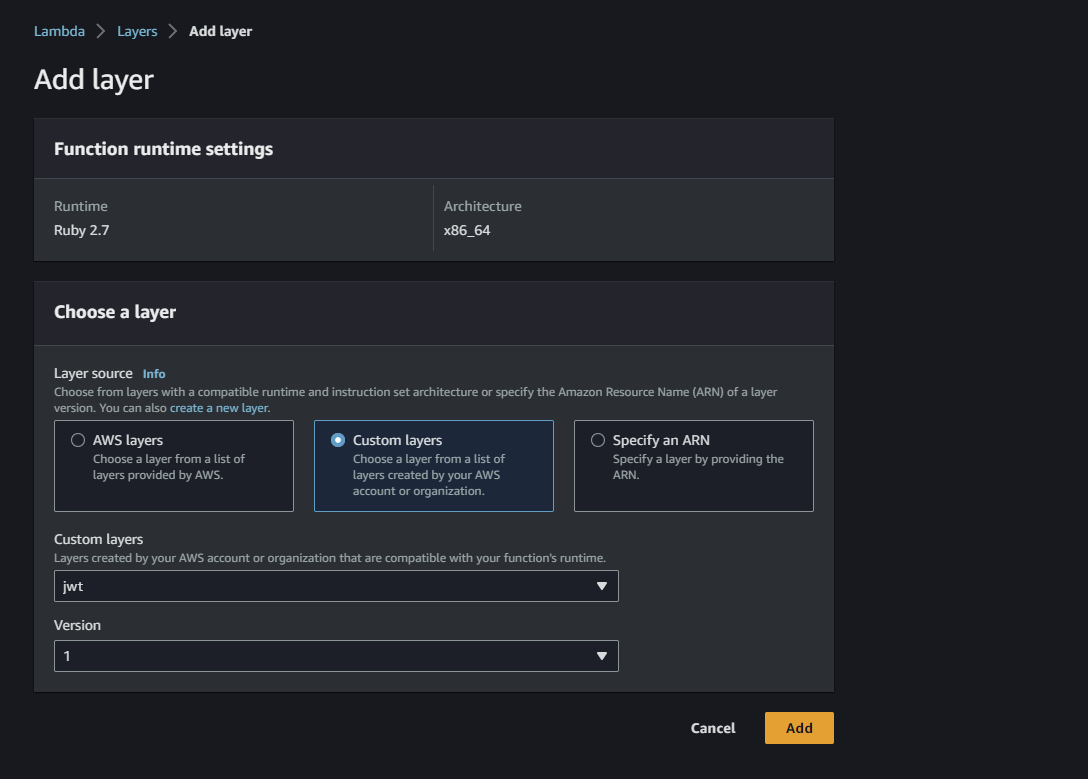 Lambda > Layers > Add layer
Add layer
Function runtime settings
Runtime
Ruby 2.7
Architecture
x86_64
Choose a layer
Layer source Info
Choose from layers with a compatible runtime and instruction set architecture or specify the Amazon Resource Name (ARN) of a layer
version. You can also create a new layer.
AWS layers
Choose a layer from a list of
layers provided by AWS.
Custom layers
Choose a layer from a list of
layers created by your AWS
account or organization.
Specify an ARN
Specify a layer by providing the
ARN.
Custom layers
Layers created by your AWS account or organization that are compatible with your function's runtime.
jwt
Version
1
Cancel
Add